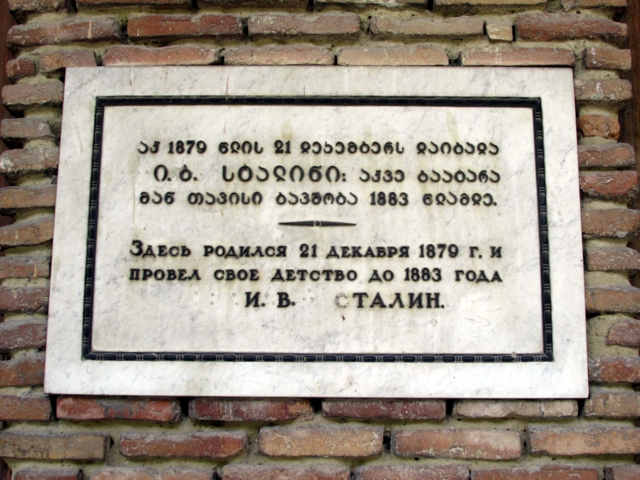 აქ 1879 წლის 21 დეკემბერს დაიბადა
ი. ბ. სტალინი: აქვე გაატარა
მან თავისი ბავშობა 1883 წლამდე.
Здесь родился 21 декабря 1879 г. и
провел свое детство до 1883 года
И. В. Сталин.